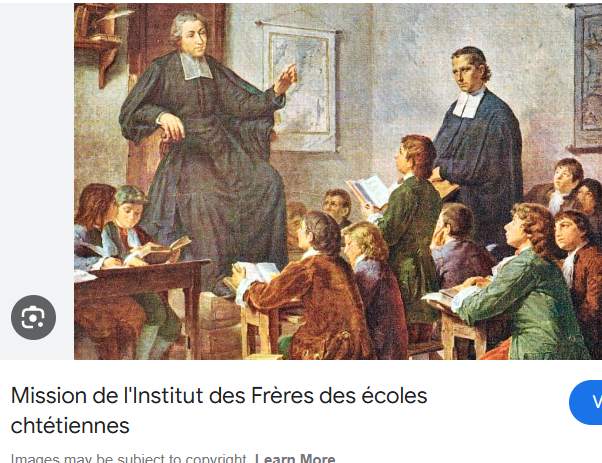 Mission de l'Institut des Frères des écoles
chtétiennes
V
Images may be subject to copyright. Learn More